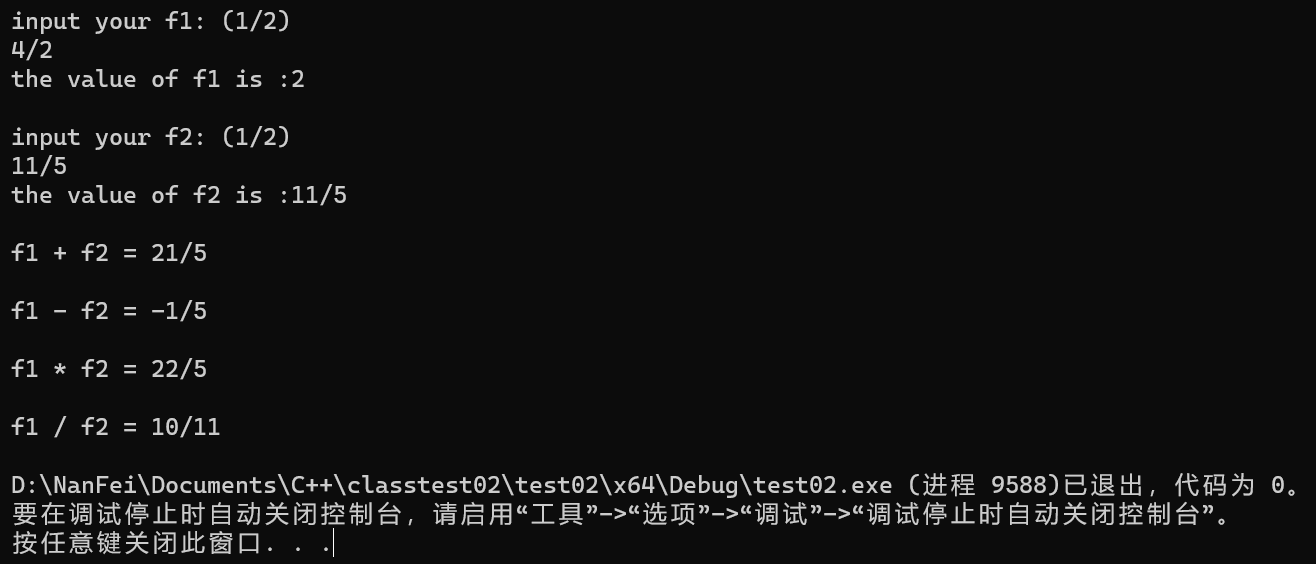 input your f1: (1/2)
4/2
the value of f1 is :2
input your f2: (1/2)
11/5
the value of f2 is :11/5
f1 + f2 = 21/5
f1 - f2 = -1/5
f1 * f2 = 22/5
f1 / f2 = 10/11
D:\NanFei\Documents\C++\classtest02\test02\x64\Debug\test02.exe (进程 9588)已退出，代码为 0。
要在调试停止时自动关闭控制台，请启用“工具”->“选项”->“调试”->“调试停止时自动关闭控制台”。
按任意键关闭此窗口. . .